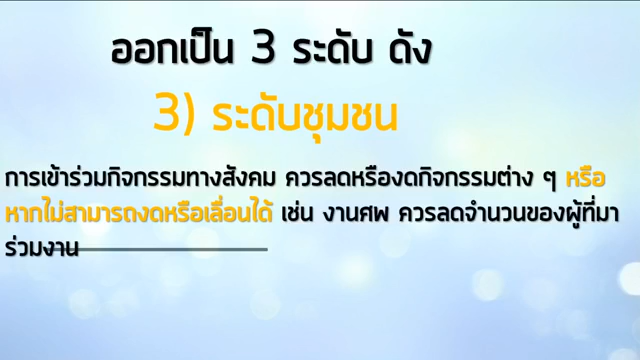 ออกเป็น 3 ระดับ ดัง
3) ระดับชุมชน
การเข้าร่วมกิจกรรมทางสังคม ควรลดหรืองดกิจกรรมต่าง ๆ หรือ
หากไม่สามารถงดหรือเลื่อนได้ เช่น งานศพ ควรลดจำนวนของผู้ที่มา
ร่วมงาน